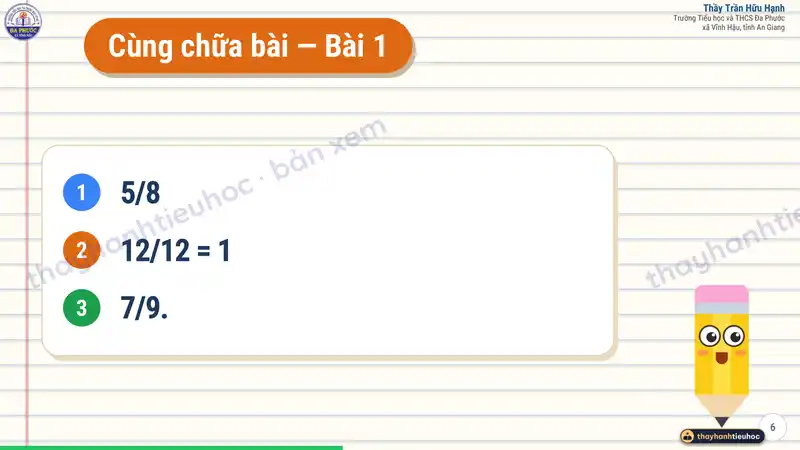 Thầy Trần Hữu Hạnh
Trường Tiểu học và THCS Đa Phước
xã Vĩnh Hậu, tỉnh An Giang
ĐA PHƯỚC
Cùng chữa bài — Bài 1
1 5/8
2 12/12 = 1
3 7/9.
thayhanhtieuhoc · bản xem
thayhanhtie
thayhanhtieuhoc
6